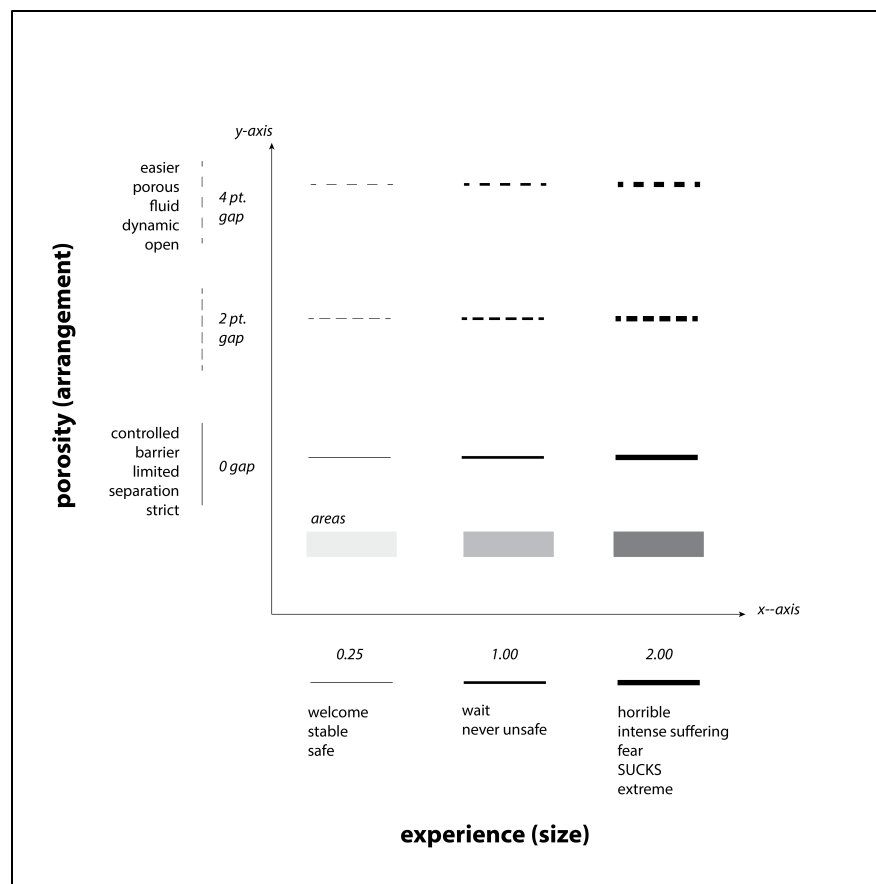 y-axis
easier
porous
fluid
dynamic
open
4 pt.
gap
2 pt.
gap
porosity (arrangement)
controlled
barrier
limited
separation
strict
0 gap
areas
x--axis
0.25
1.00
2.00
welcome
stable
safe
wait
never unsafe
horrible
intense suffering
fear
SUCKS
extreme
experience (size)